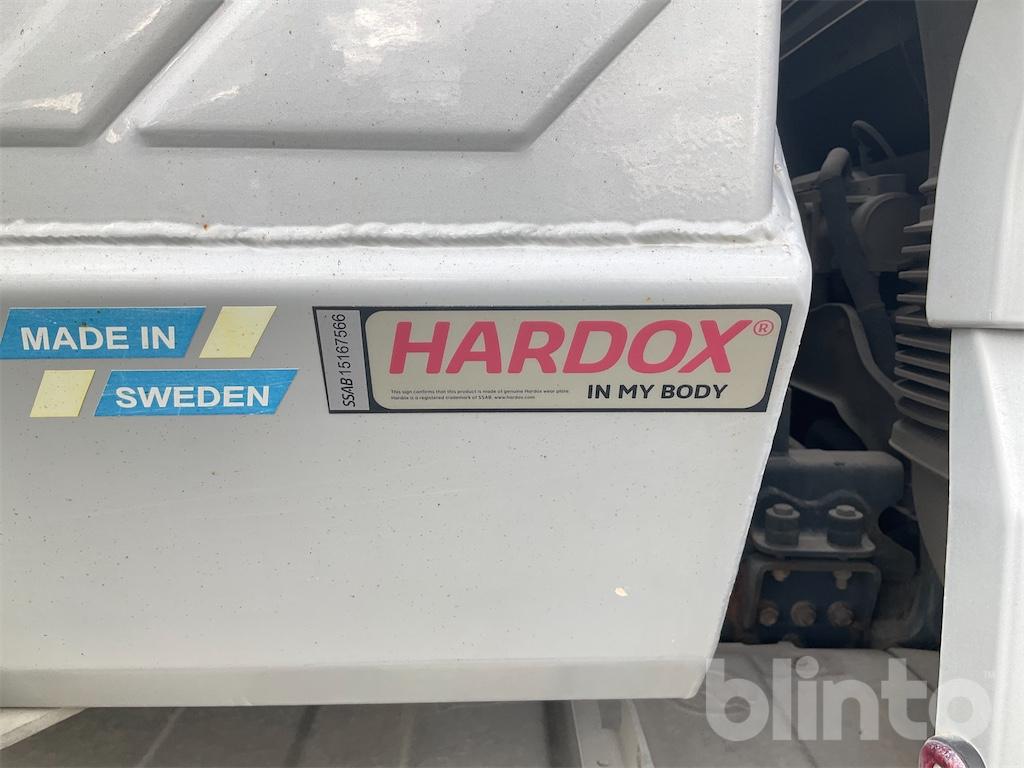 MADE IN
SWEDEN
SSAB15167566
HARDOX®
This sign confirms that this product is made of genuine Hardox wear plate.
Hardox is a registered trademark of SSAB. www.hardox.com
IN MY BODY
blinto™